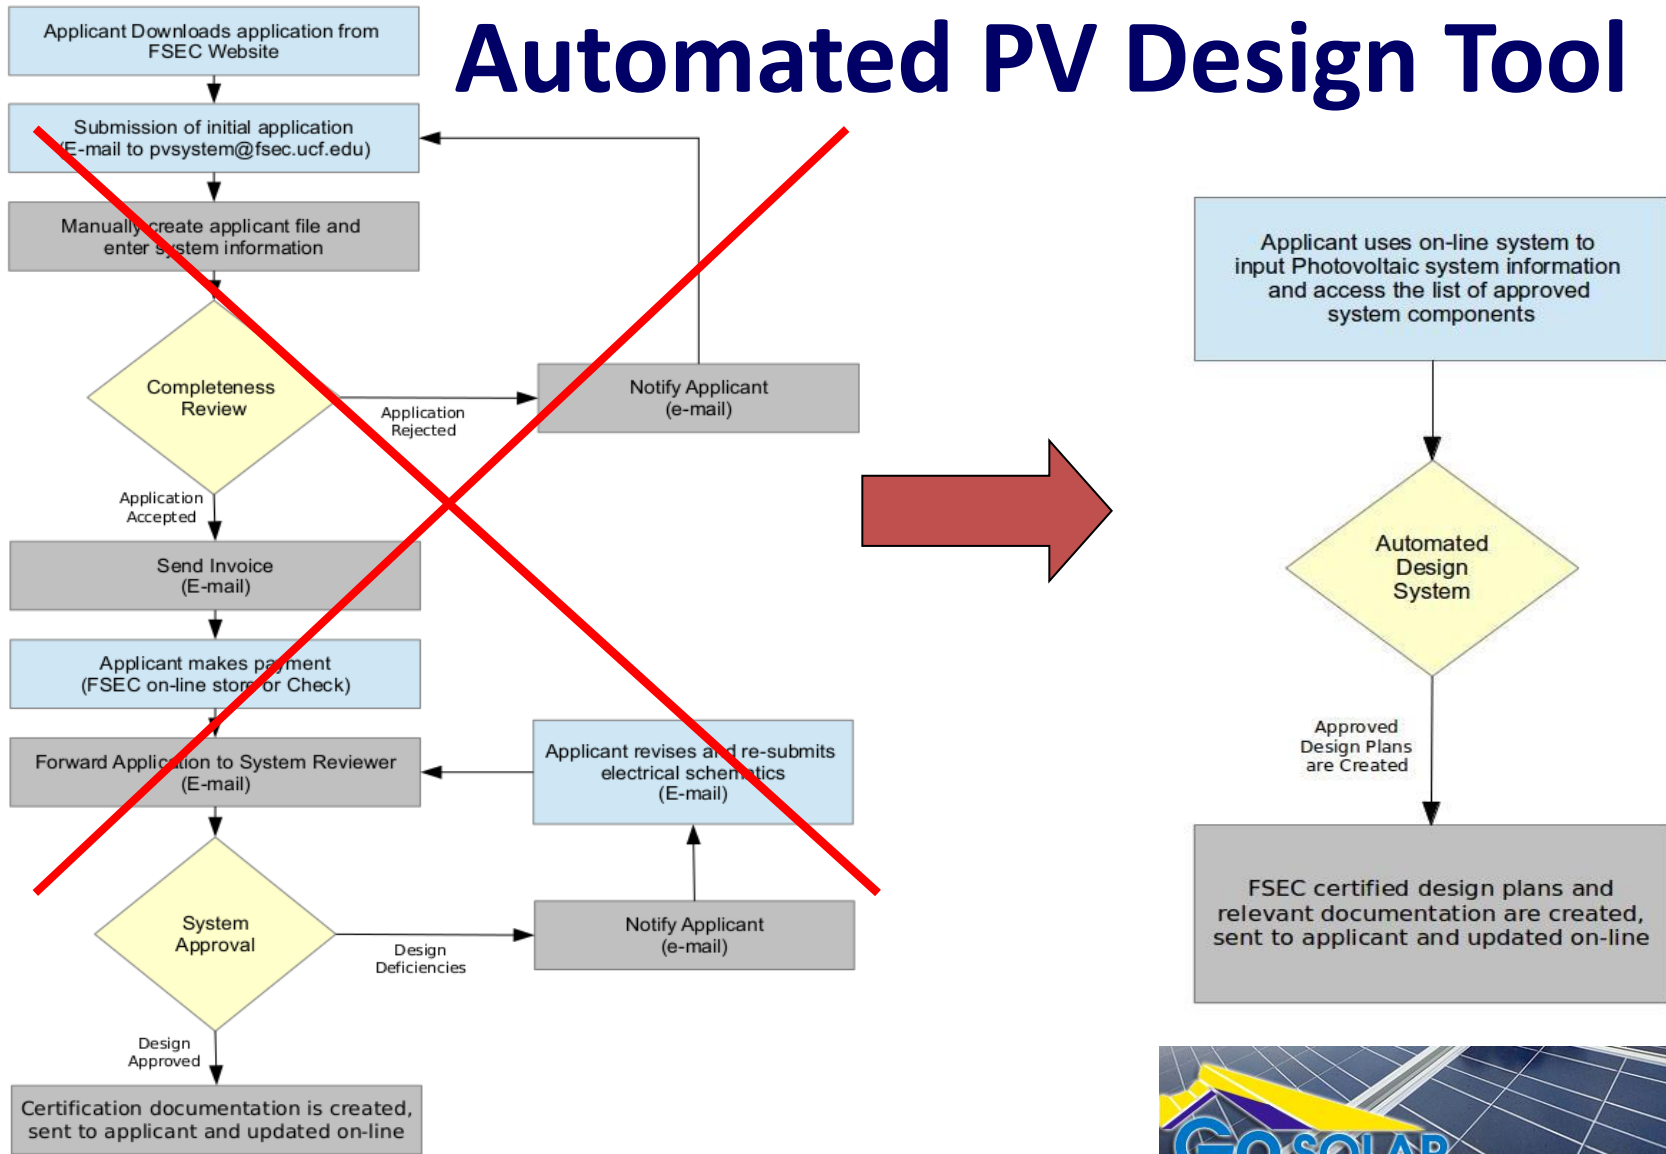 Automated PV Design Tool
Applicant Downloads application from
FSEC Website
Submission of initial application
(E-mail to pvsystem@fsec.ucf.edu)
Manually create applicant file and
enter system information
Completeness
Review
Application
Rejected
Notify Applicant
(e-mail)
Application
Accepted
Send Invoice
(E-mail)
Applicant makes payment
(FSEC on-line store or Check)
Forward Application to System Reviewer
(E-mail)
Applicant revises and re-submits
electrical schematics
(E-mail)
System
Approval
Design
Deficiencies
Notify Applicant
(e-mail)
Design
Approved
Certification documentation is created,
sent to applicant and updated on-line
Applicant uses on-line system to
input Photovoltaic system information
and access the list of approved
system components
Automated
Design
System
Approved
Design Plans
are Created
FSEC certified design plans and
relevant documentation are created,
sent to applicant and updated on-line
GO SOLAR